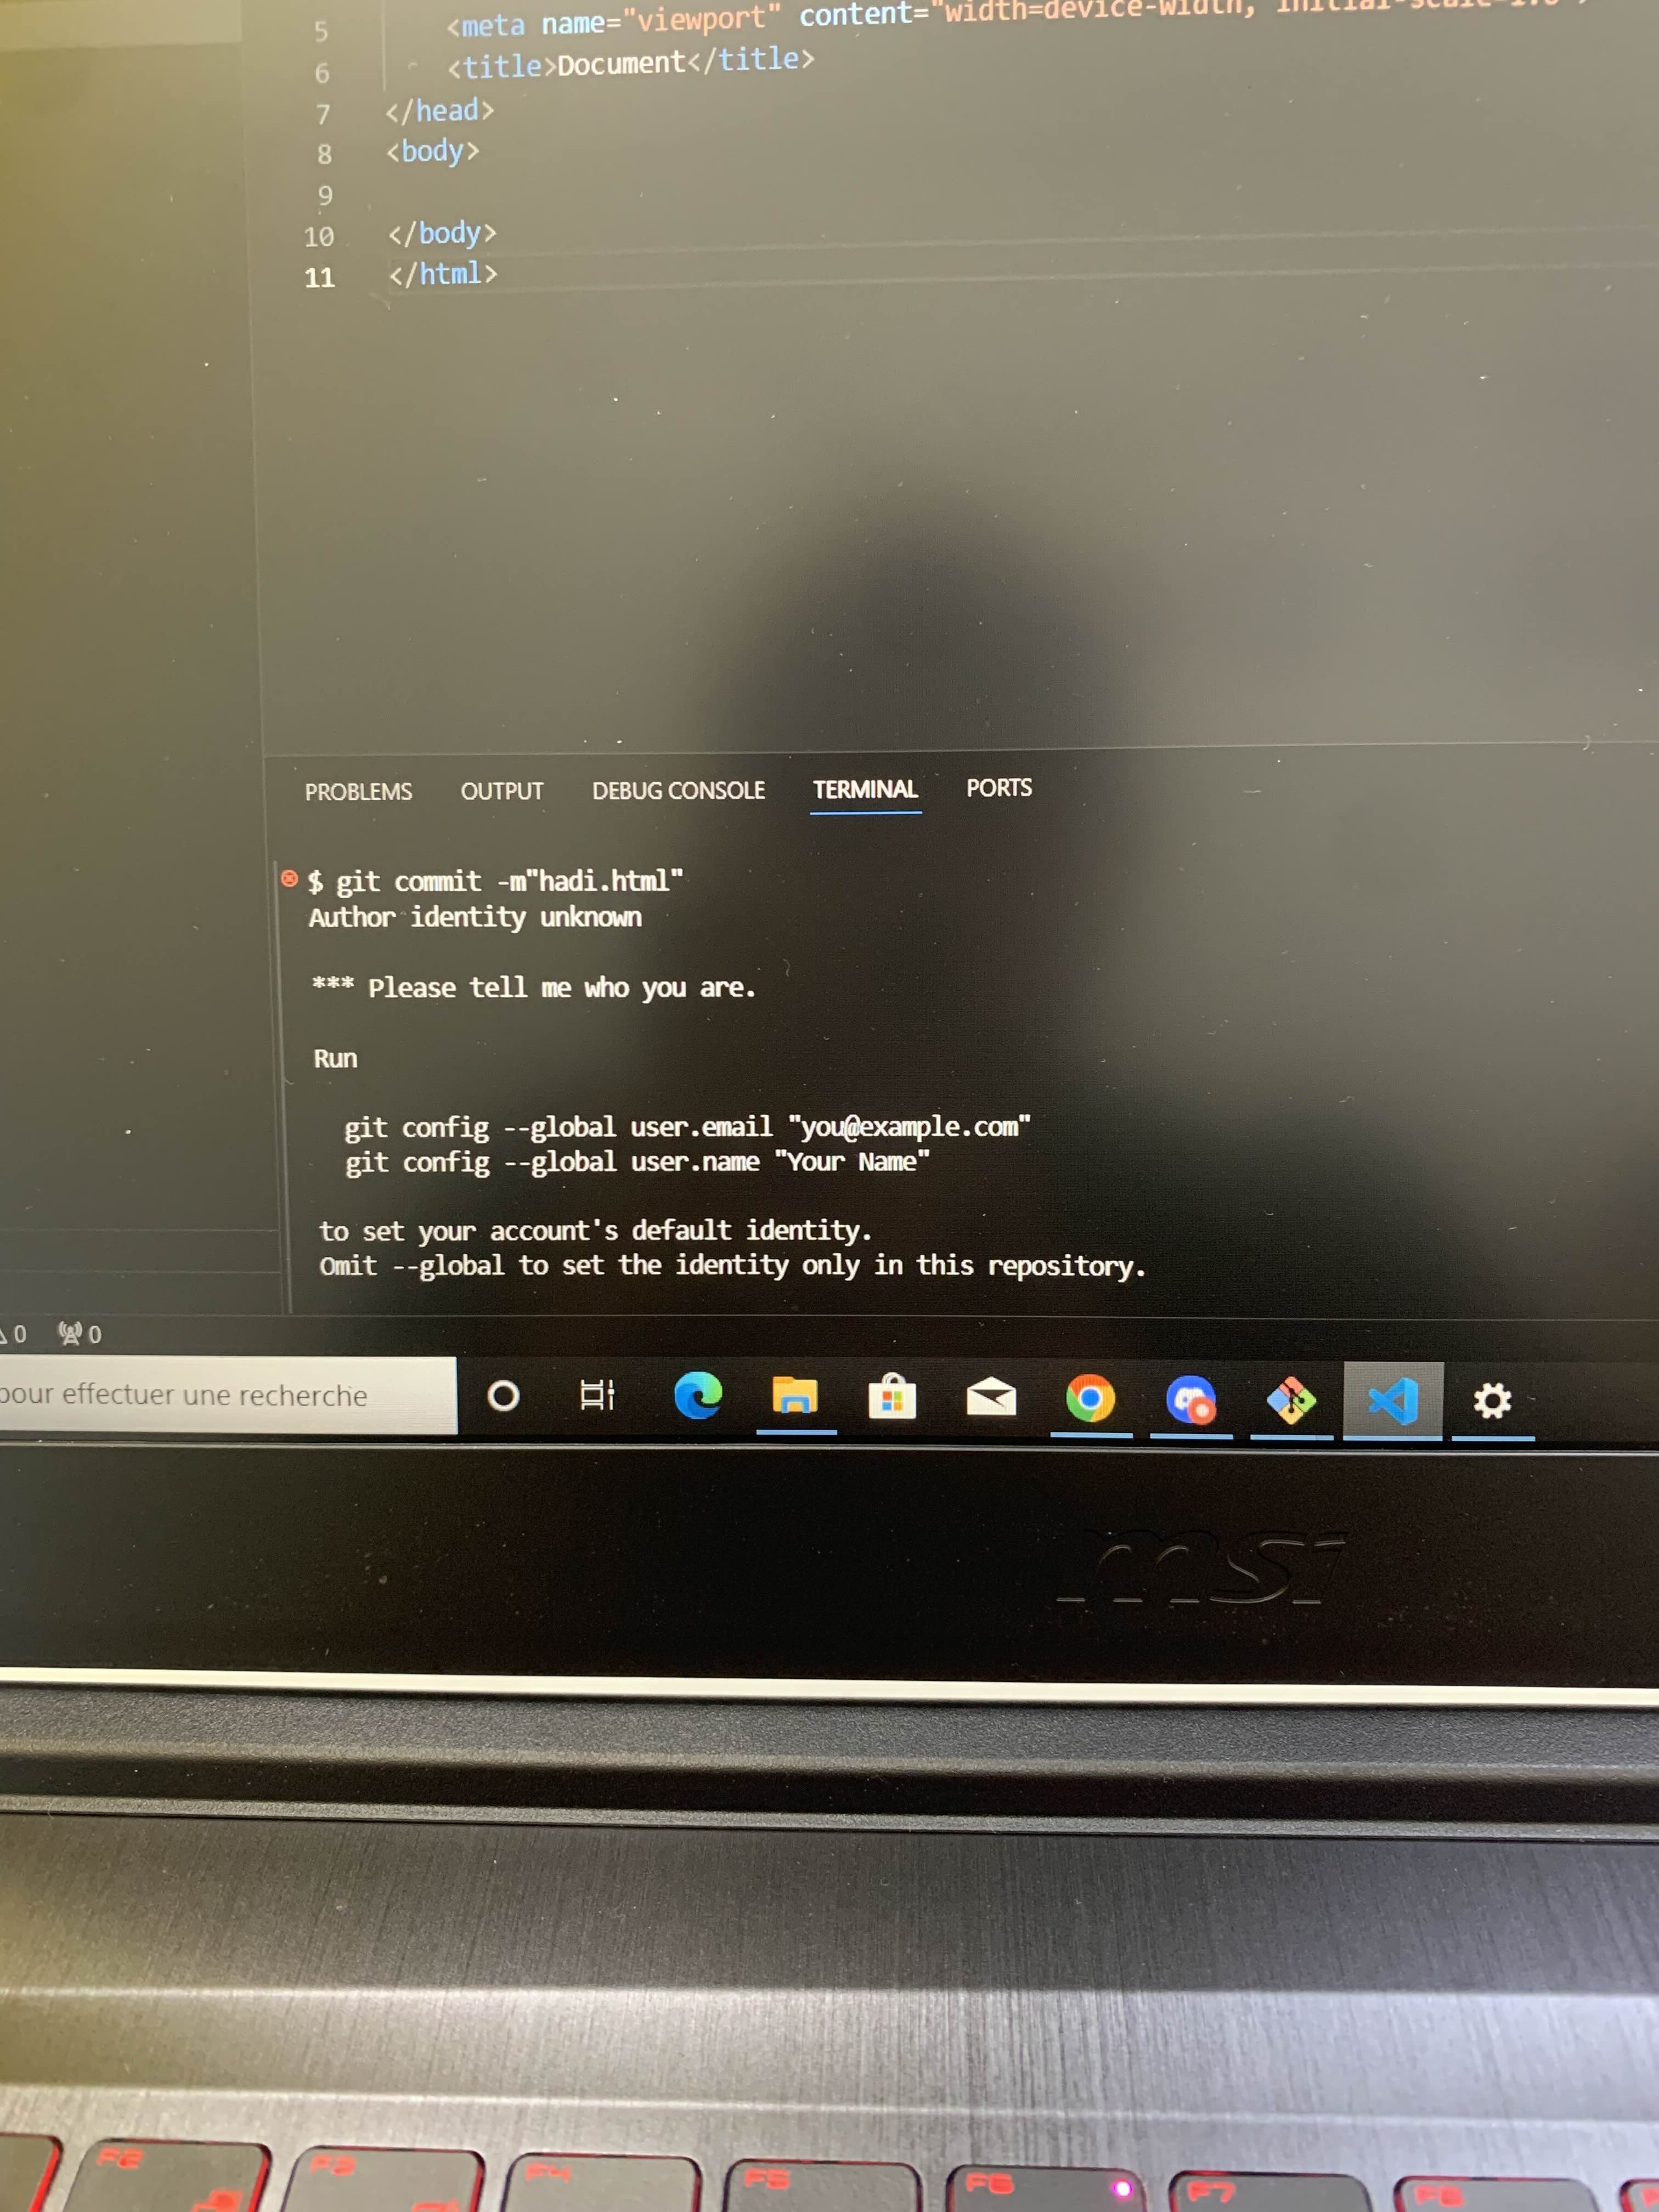 5 <meta name="viewport" content="width=device-width, initial-scale=1.0"
6 <title>Document</title>
7 </head>
8 <body>
9
10 </body>
11 </html>
PROBLEMS OUTPUT DEBUG CONSOLE TERMINAL PORTS
$ git commit -m"hadi.html"
Author identity unknown
*** Please tell me who you are.
Run
git config --global user.email "you@example.com"
git config --global user.name "Your Name"
to set your account's default identity.
Omit --global to set the identity only in this repository.
0 0
pour effectuer une recherche
msi
F2 F3 F4 F5 F6 F7 F8